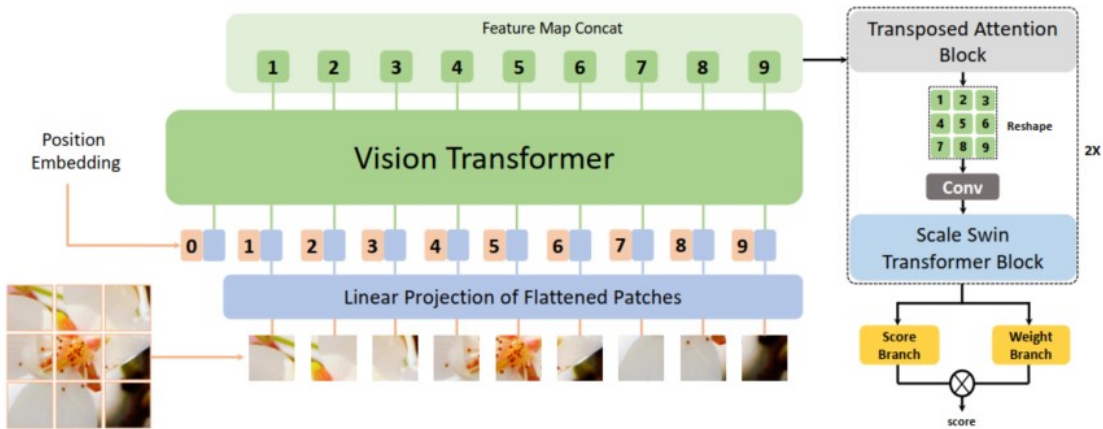 Feature Map Concat
1 2 3 4 5 6 7 8 9
Vision Transformer
Position
Embedding
0 1 2 3 4 5 6 7 8 9
Linear Projection of Flattened Patches
Transposed Attention
Block
1 2 3
4 5 6
7 8 9
Reshape
Conv
2X
Scale Swin
Transformer Block
Score
Branch
Weight
Branch
score